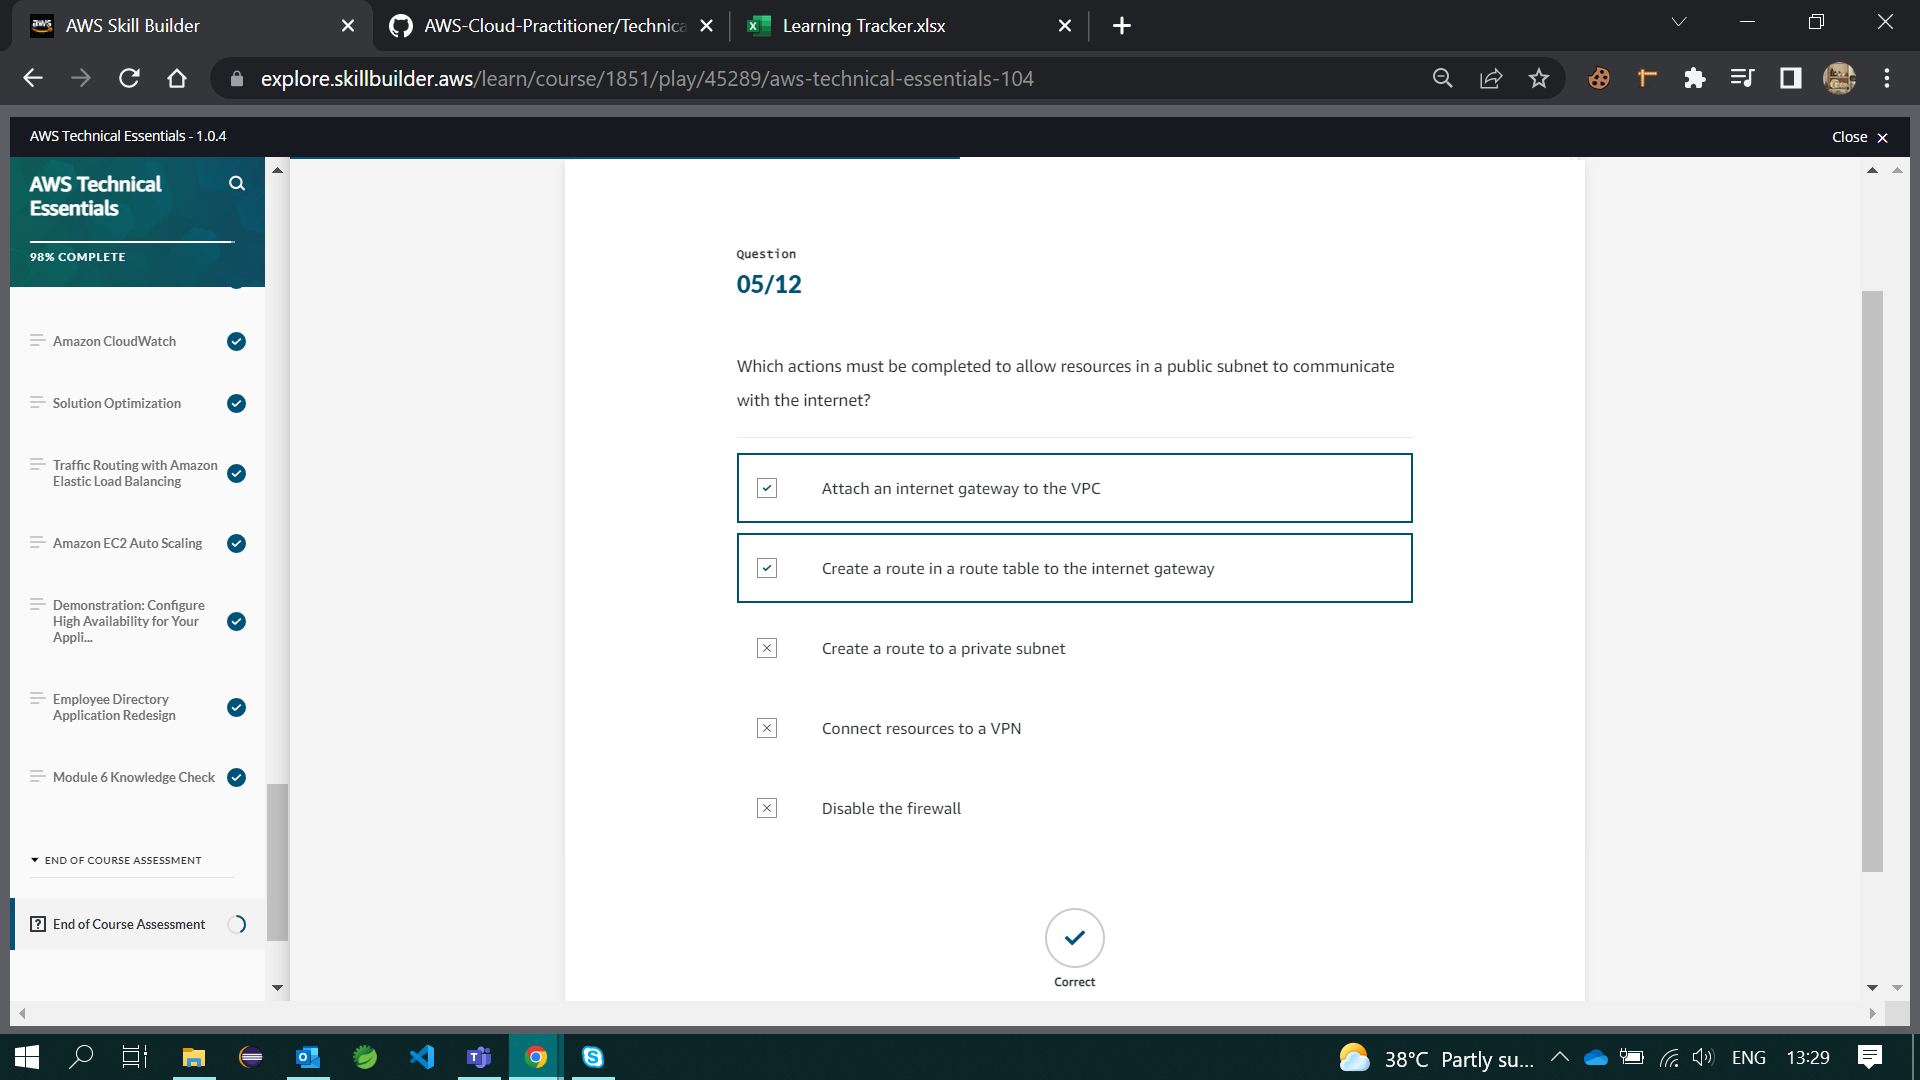 AWS Skill Builder
AWS-Cloud-Practitioner/Technica
Learning Tracker.xlsx
explore.skillbuilder.aws/learn/course/1851/play/45289/aws-technical-essentials-104
AWS Technical Essentials - 1.0.4
Close
AWS Technical
Essentials
98% COMPLETE
Amazon CloudWatch
Solution Optimization
Traffic Routing with Amazon
Elastic Load Balancing
Amazon EC2 Auto Scaling
Demonstration: Configure
High Availability for Your
Appli...
Employee Directory
Application Redesign
Module 6 Knowledge Check
END OF COURSE ASSESSMENT
End of Course Assessment
Question
05/12
Which actions must be completed to allow resources in a public subnet to communicate
with the internet?
Attach an internet gateway to the VPC
Create a route in a route table to the internet gateway
Create a route to a private subnet
Connect resources to a VPN
Disable the firewall
Correct
38°C Partly su...
ENG
13:29